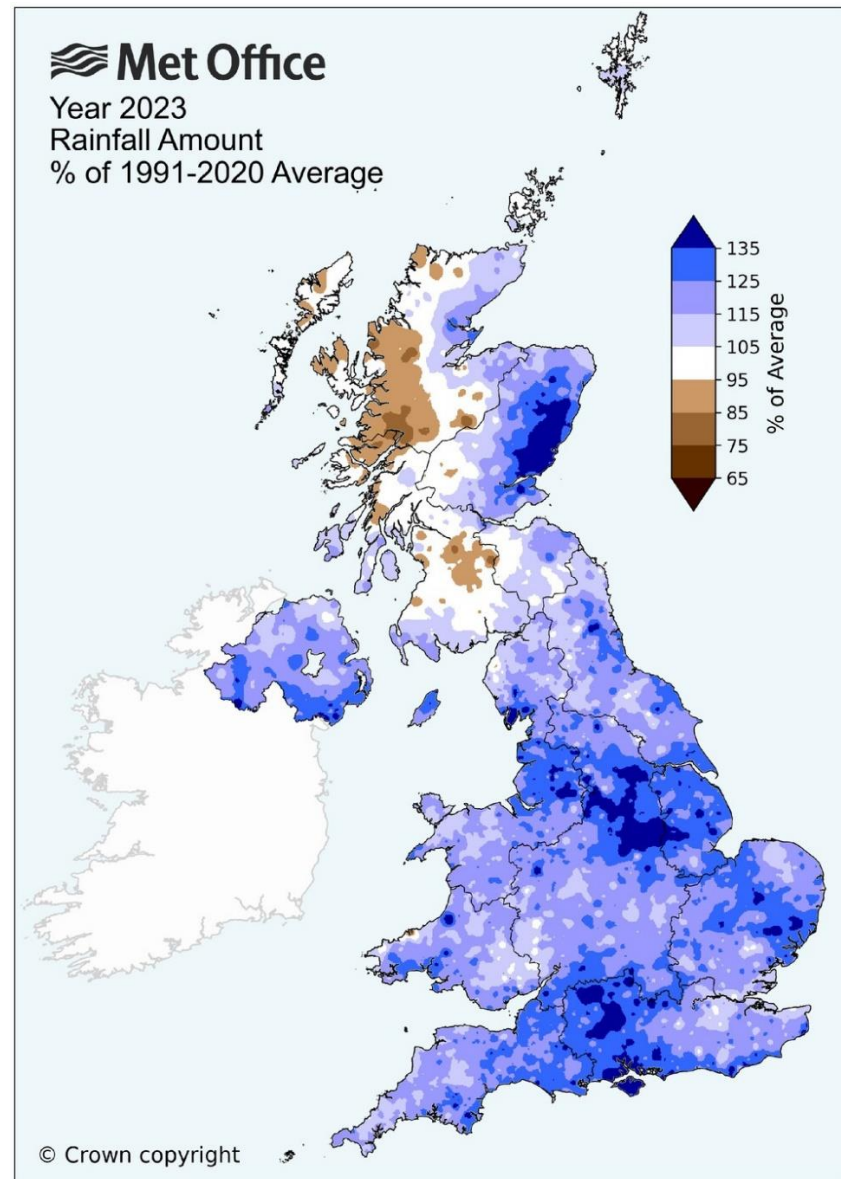 Met Office
Year 2023
Rainfall Amount
% of 1991-2020 Average
135
125
115
105
95
85
75
65
% of Average
© Crown copyright